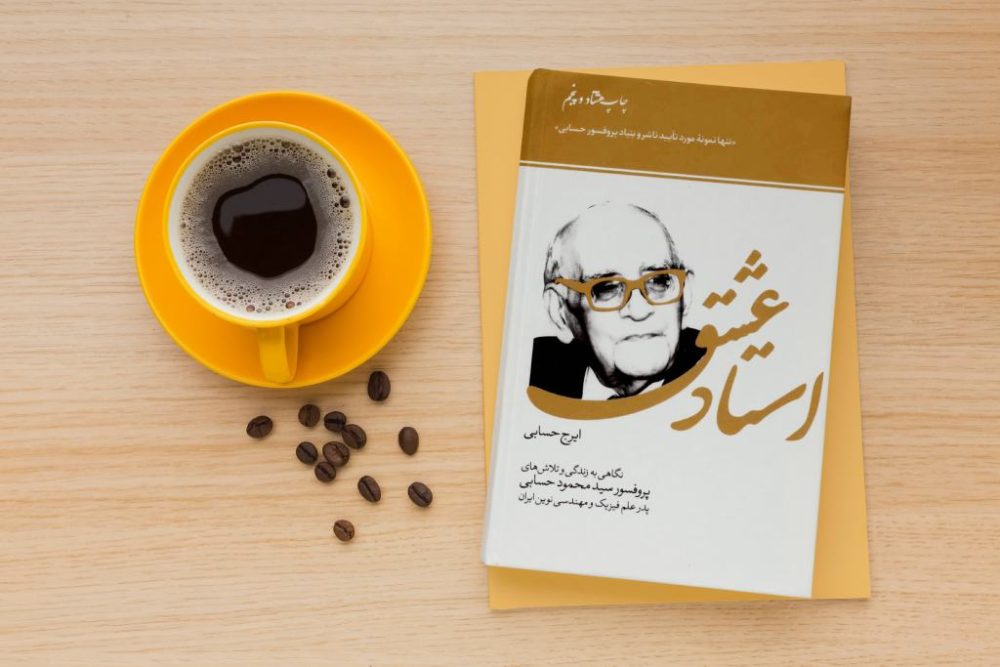 چاپ هشتاد و پنجم
«تنها نمونهٔ مورد تأیید ناشر و بنیاد پروفسور حسابی»
استاد عشق
ایرج حسابی
نگاهی به زندگی و تلاش‌های
پروفسور سید محمود حسابی
پدر علم فیزیک و مهندسی نوین ایران